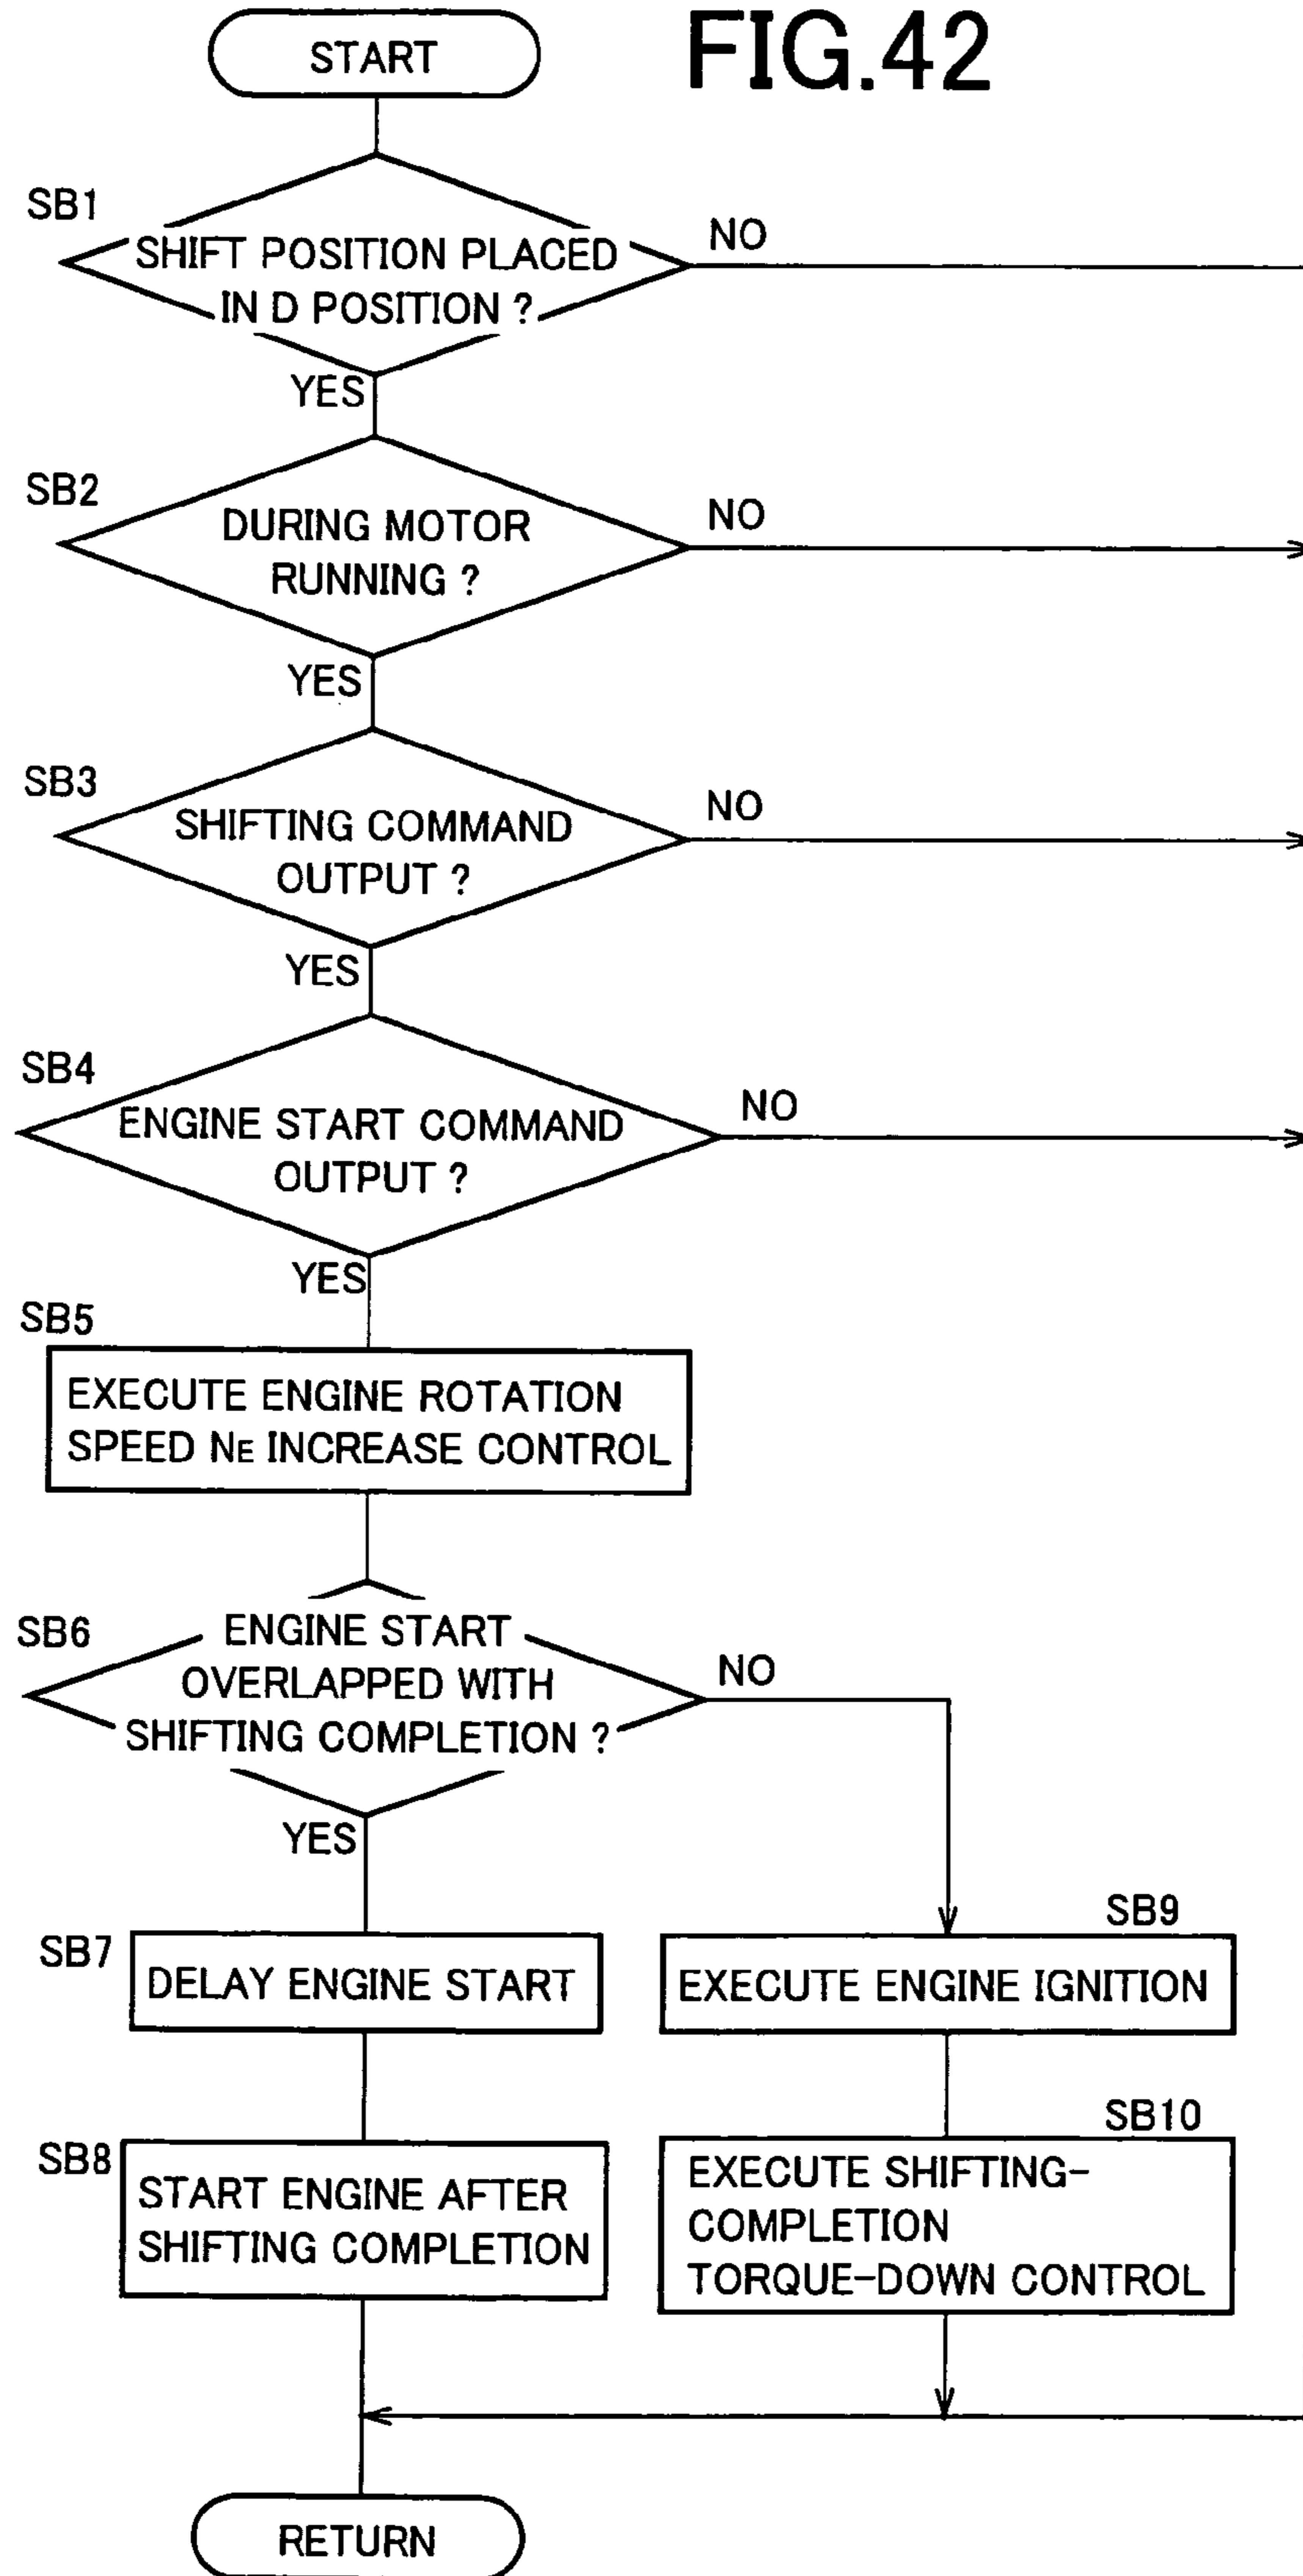 FIG.42
START
SB1
SHIFT POSITION PLACED
IN D POSITION ?
NO
YES
SB2
DURING MOTOR
RUNNING ?
NO
YES
SB3
SHIFTING COMMAND
OUTPUT ?
NO
YES
SB4
ENGINE START COMMAND
OUTPUT ?
NO
YES
SB5
EXECUTE ENGINE ROTATION
SPEED NE INCREASE CONTROL
SB6
ENGINE START
OVERLAPPED WITH
SHIFTING COMPLETION ?
NO
YES
SB7
DELAY ENGINE START
SB8
START ENGINE AFTER
SHIFTING COMPLETION
SB9
EXECUTE ENGINE IGNITION
SB10
EXECUTE SHIFTING-
COMPLETION
TORQUE-DOWN CONTROL
RETURN